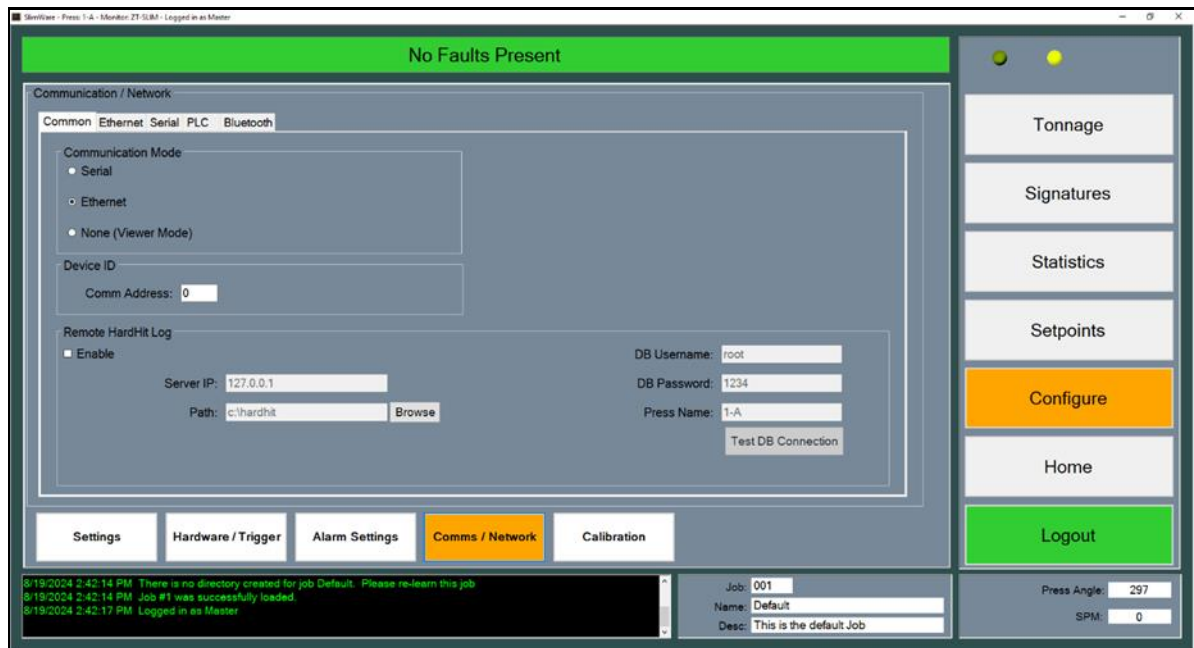 SlimWare - Press: 1-A - Monitor: ZT-SLIM - Logged in as Master
No Faults Present
Communication / Network
Common Ethernet Serial PLC Bluetooth
Communication Mode
Serial
Ethernet
None (Viewer Mode)
Device ID
Comm Address: 0
Remote HardHit Log
Enable
Server IP: 127.0.0.1
Path: c:\hardhit Browse
DB Username: root
DB Password: 1234
Press Name: 1-A
Test DB Connection
Settings
Hardware / Trigger
Alarm Settings
Comms / Network
Calibration
Tonnage
Signatures
Statistics
Setpoints
Configure
Home
Logout
8/19/2024 2:42:14 PM There is no directory created for job Default. Please re-learn this job
8/19/2024 2:42:14 PM Job #1 was successfully loaded.
8/19/2024 2:42:17 PM Logged in as Master
Job: 001
Name: Default
Desc: This is the default Job
Press Angle: 297
SPM: 0